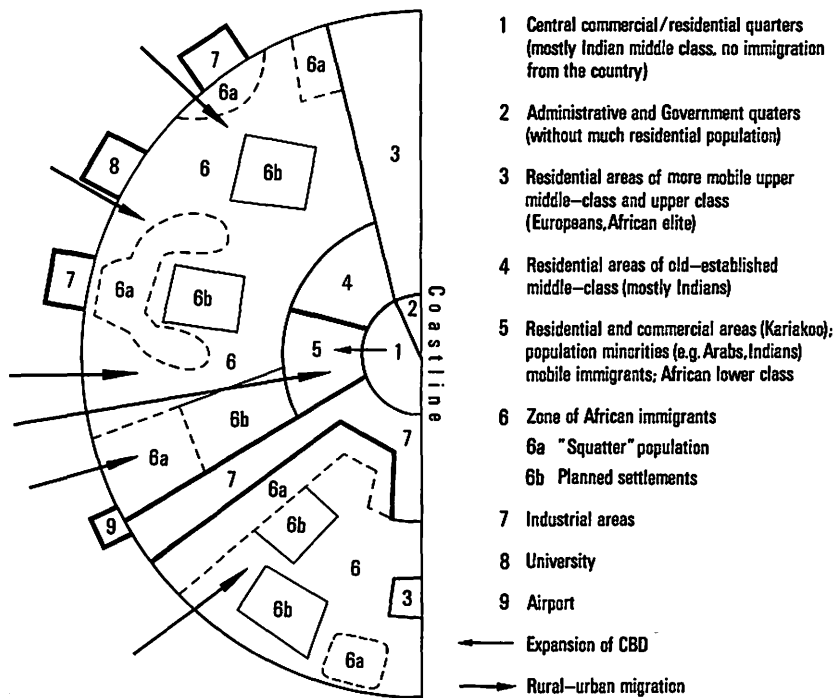 7
6a
6a
8
6
6b
3
7
6a
6b
4
2
Coastline
5
1
6
6b
6a
7
7
6a
9
6b
6
6b
3
6a
1 Central commercial/residential quarters
(mostly Indian middle class, no immigration
from the country)
2 Administrative and Government quaters
(without much residential population)
3 Residential areas of more mobile upper
middle-class and upper class
(Europeans, African elite)
4 Residential areas of old-established
middle-class (mostly Indians)
5 Residential and commercial areas (Kariakoo);
population minorities (e.g. Arabs, Indians)
mobile immigrants; African lower class
6 Zone of African immigrants
6a "Squatter" population
6b Planned settlements
7 Industrial areas
8 University
9 Airport
Expansion of CBD
Rural-urban migration